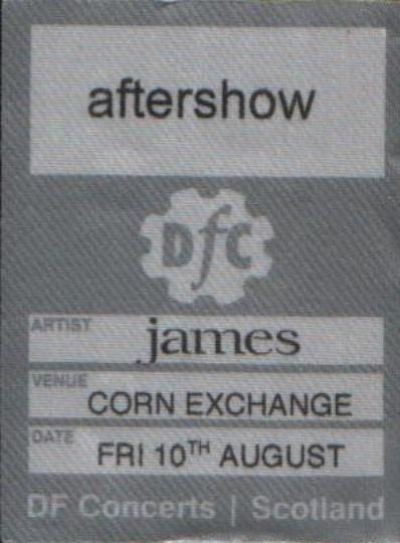 aftershow
DfC
ARTIST james
VENUE CORN EXCHANGE
DATE FRI 10TH AUGUST
DF Concerts | Scotland